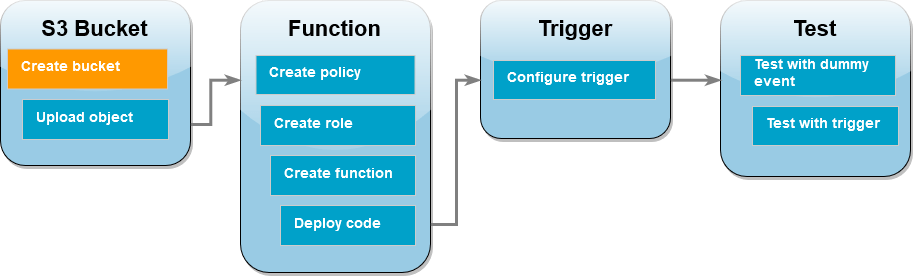 S3 Bucket
Create bucket
Upload object
Function
Create policy
Create role
Create function
Deploy code
Trigger
Configure trigger
Test
Test with dummy
event
Test with trigger